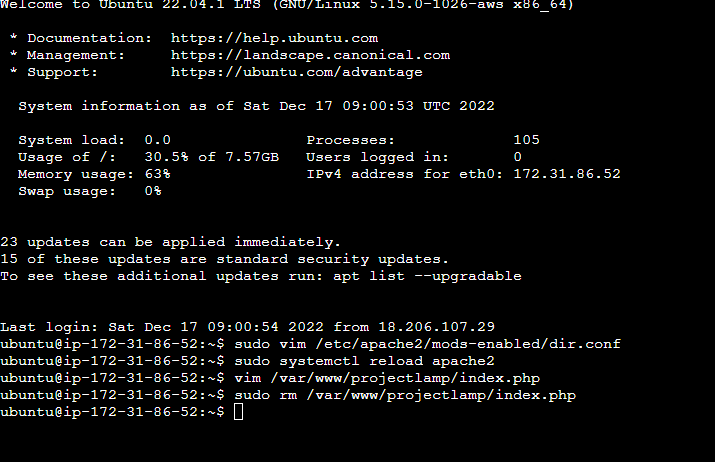 Welcome to Ubuntu 22.04.1 LTS (GNU/Linux 5.15.0-1026-aws x86_64)
* Documentation:  https://help.ubuntu.com
* Management:     https://landscape.canonical.com
* Support:        https://ubuntu.com/advantage
System information as of Sat Dec 17 09:00:53 UTC 2022
System load:  0.0                Processes:             105
Usage of /:   30.5% of 7.57GB   Users logged in:       0
Memory usage: 63%                IPv4 address for eth0: 172.31.86.52
Swap usage:   0%
23 updates can be applied immediately.
15 of these updates are standard security updates.
To see these additional updates run: apt list --upgradable
Last login: Sat Dec 17 09:00:54 2022 from 18.206.107.29
ubuntu@ip-172-31-86-52:~$ sudo vim /etc/apache2/mods-enabled/dir.conf
ubuntu@ip-172-31-86-52:~$ sudo systemctl reload apache2
ubuntu@ip-172-31-86-52:~$ vim /var/www/projectlamp/index.php
ubuntu@ip-172-31-86-52:~$ sudo rm /var/www/projectlamp/index.php
ubuntu@ip-172-31-86-52:~$